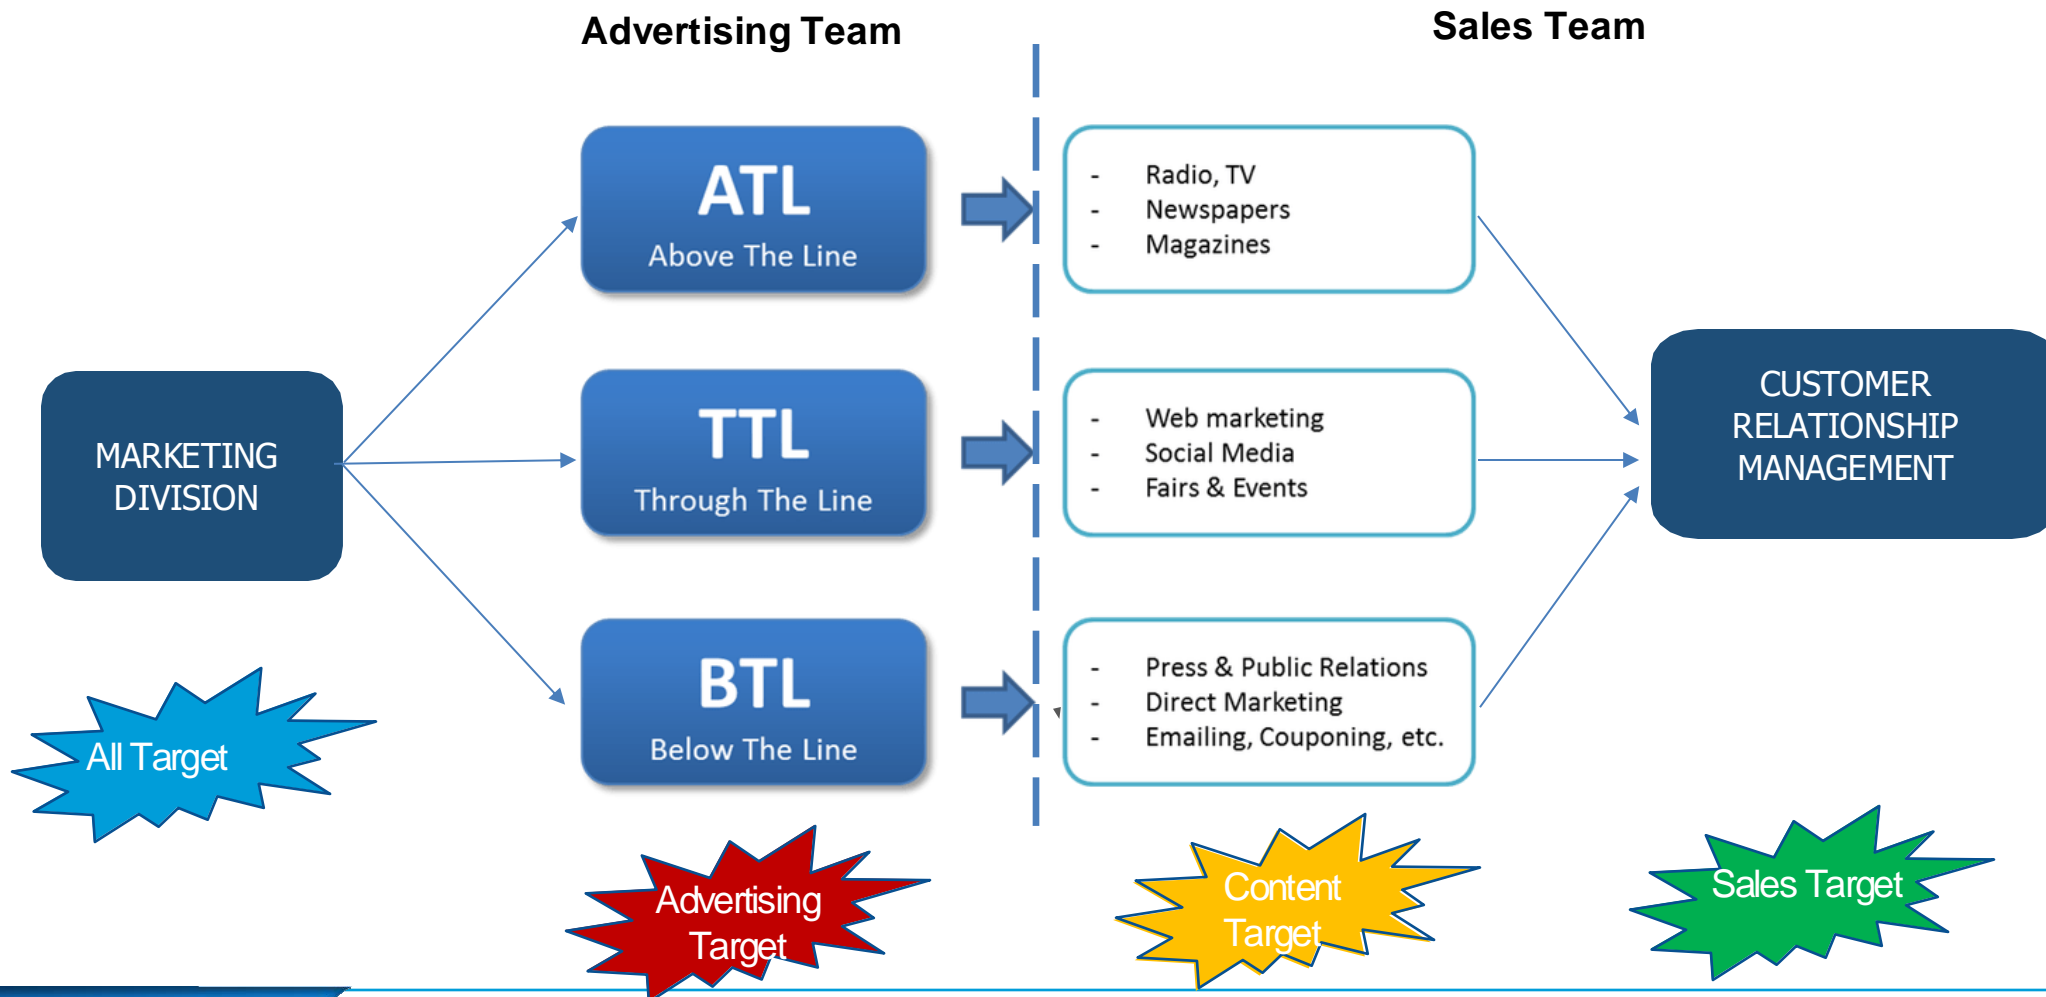 Advertising Team
Sales Team
ATL
Above The Line
- Radio, TV
- Newspapers
- Magazines
MARKETING
DIVISION
TTL
Through The Line
- Web marketing
- Social Media
- Fairs & Events
CUSTOMER
RELATIONSHIP
MANAGEMENT
BTL
Below The Line
- Press & Public Relations
- Direct Marketing
- Emailing, Couponing, etc.
All Target
Advertising
Target
Content
Target
Sales Target